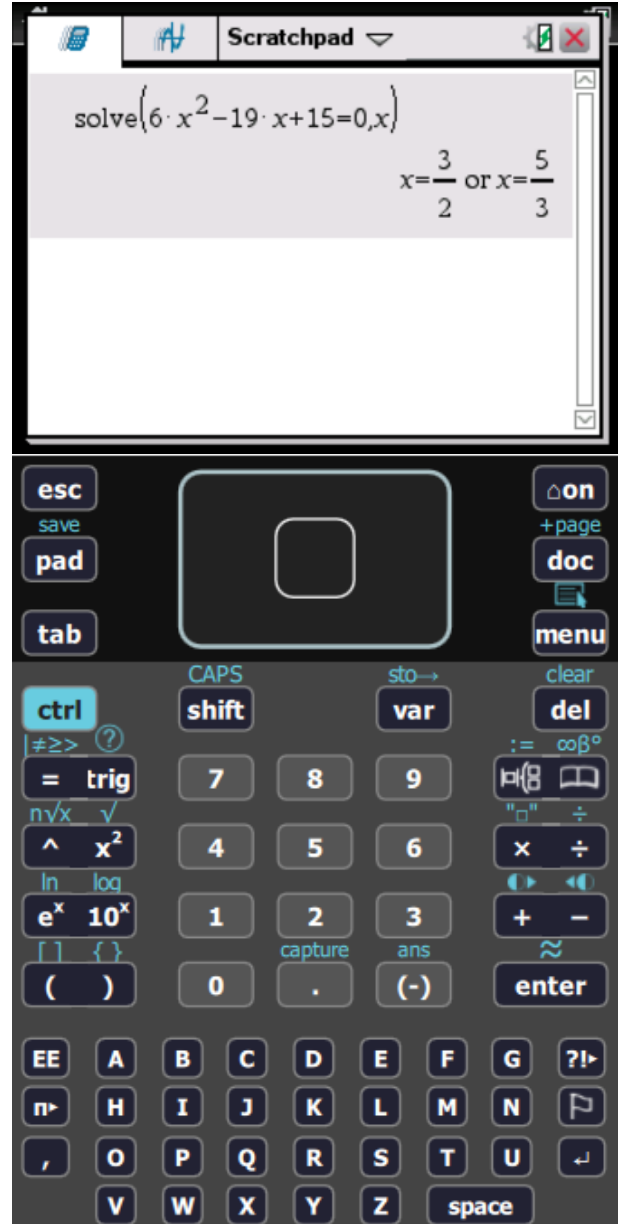 Scratchpad
solve(6·x²−19·x+15=0,x)
x=3/2 or x=5/3
esc
⌂on
save
+page
pad
doc
tab
menu
CAPS
sto→
clear
ctrl
shift
var
del
|≠≥>
?
:=
∞β°
=
trig
7
8
9
n√x
√
"□"
÷
^
x²
4
5
6
×
÷
ln
log
eˣ
10ˣ
1
2
3
+
−
[ ]
{ }
capture
ans
≈
(
)
0
.
(-)
enter
EE
A
B
C
D
E
F
G
?!▸
π▸
H
I
J
K
L
M
N
,
O
P
Q
R
S
T
U
↵
V
W
X
Y
Z
space